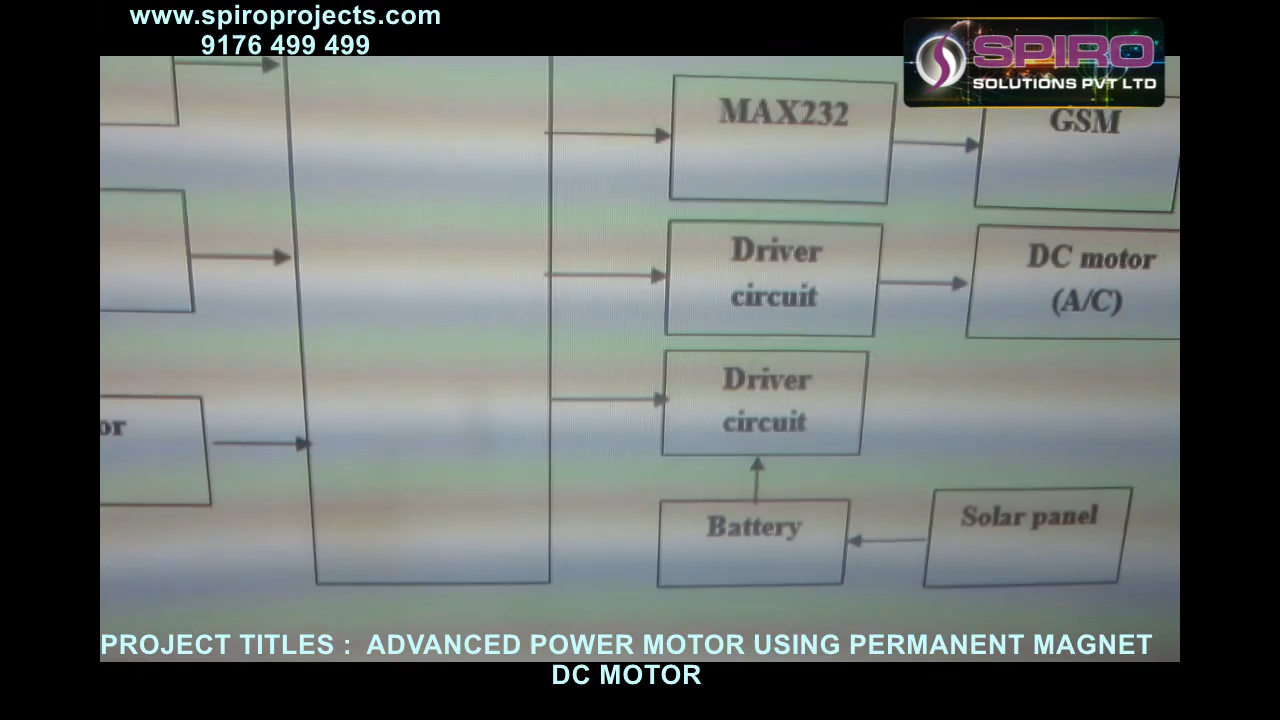 www.spiroprojects.com
9176 499 499
SPIRO
SOLUTIONS PVT LTD
MAX232
GSM
Driver
circuit
DC motor
(A/C)
Driver
circuit
or
Battery
Solar panel
PROJECT TITLES : ADVANCED POWER MOTOR USING PERMANENT MAGNET
DC MOTOR